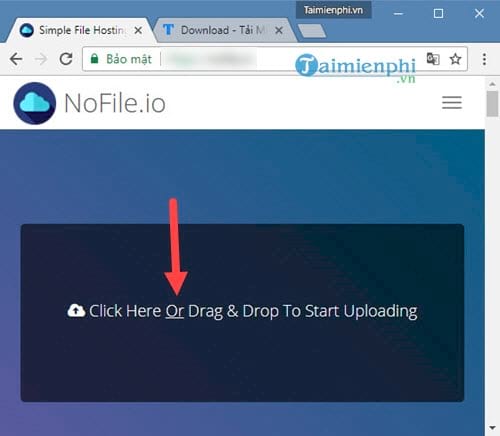 Taimienphi.vn
Simple File Hosting
Download - Tải M
Bảo mật
Taimienphi
.vn
NoFile.io
Click Here Or Drag & Drop To Start Uploading